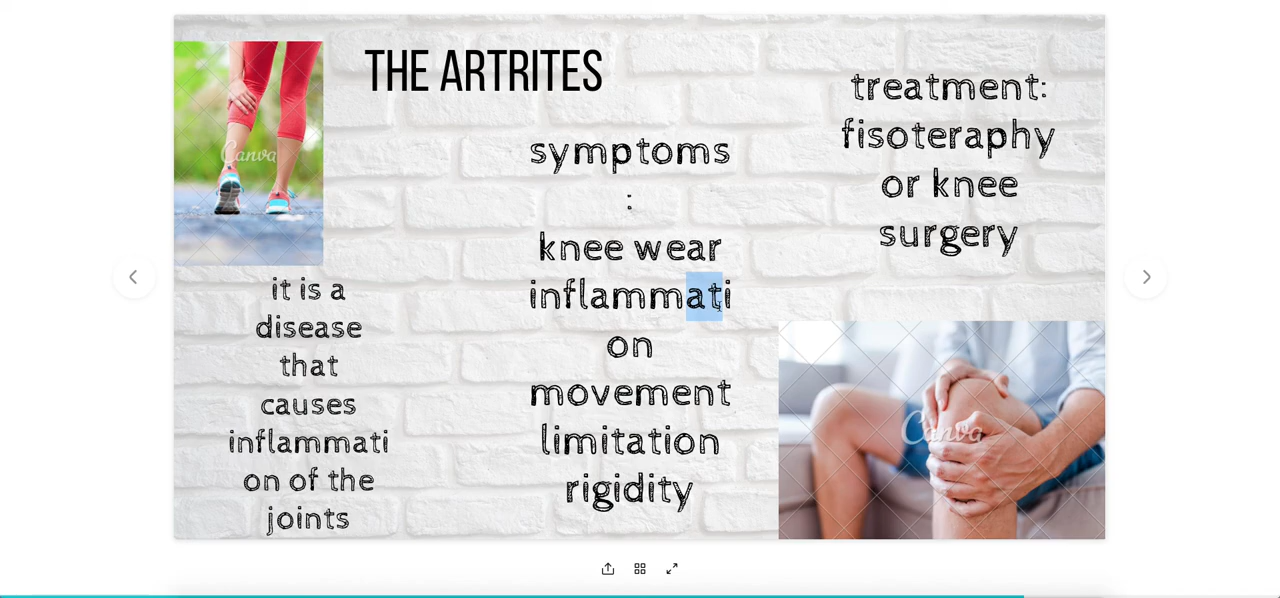 THE ARTRITES
Canva
it is a
disease
that
causes
inflammati
on of the
joints
symptoms
:
knee wear
inflammati
on
movement
limitation
rigidity
treatment:
fisoteraphy
or knee
surgery
Canva